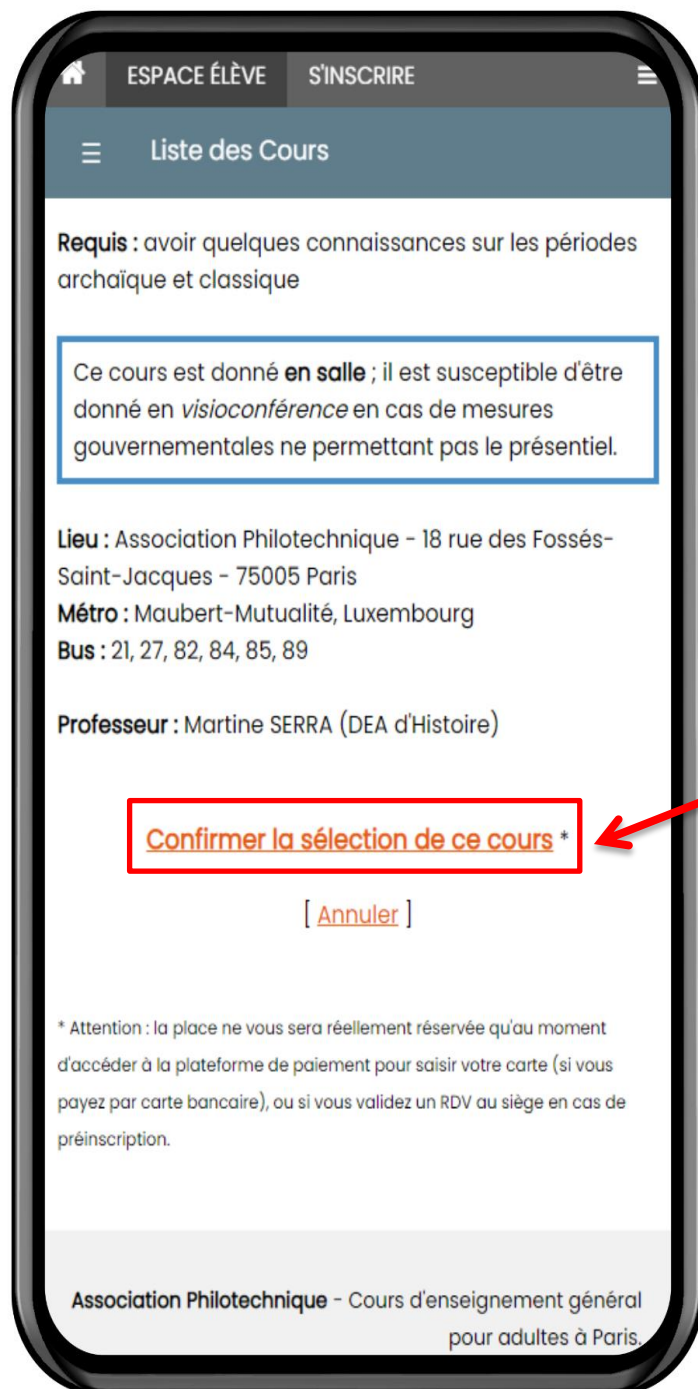 ESPACE ÉLÈVE S'INSCRIRE
Liste des Cours
Requis : avoir quelques connaissances sur les périodes
archaïque et classique
Ce cours est donné en salle ; il est susceptible d'être
donné en visioconférence en cas de mesures
gouvernementales ne permettant pas le présentiel.
Lieu : Association Philotechnique - 18 rue des Fossés-
Saint-Jacques - 75005 Paris
Métro : Maubert-Mutualité, Luxembourg
Bus : 21, 27, 82, 84, 85, 89
Professeur : Martine SERRA (DEA d'Histoire)
Confirmer la sélection de ce cours *
[ Annuler ]
* Attention : la place ne vous sera réellement réservée qu'au moment
d'accéder à la plateforme de paiement pour saisir votre carte (si vous
payez par carte bancaire), ou si vous validez un RDV au siège en cas de
préinscription.
Association Philotechnique - Cours d'enseignement général
pour adultes à Paris.